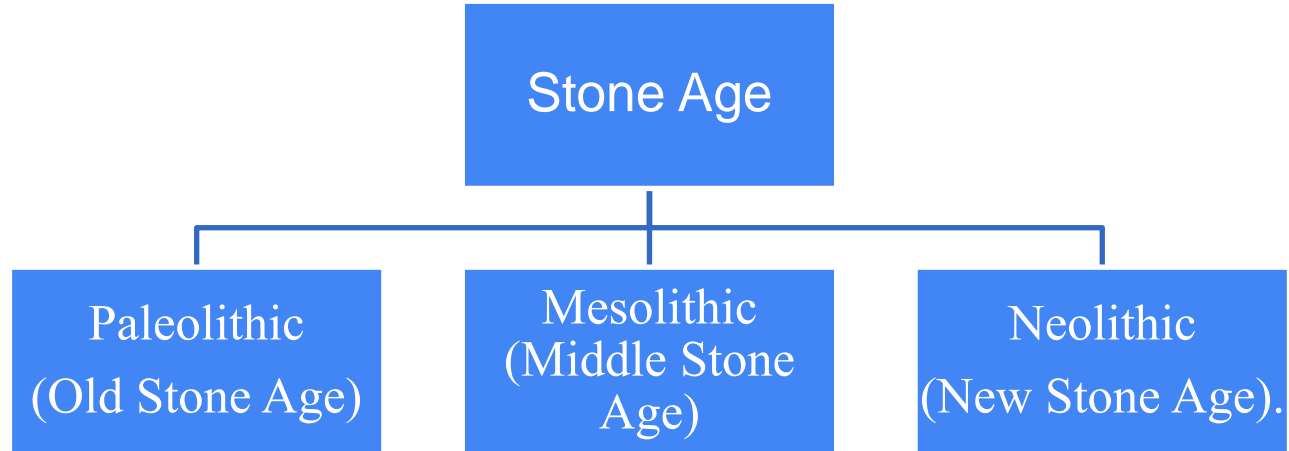 Stone Age
Paleolithic
(Old Stone Age)
Mesolithic
(Middle Stone
Age)
Neolithic
(New Stone Age).